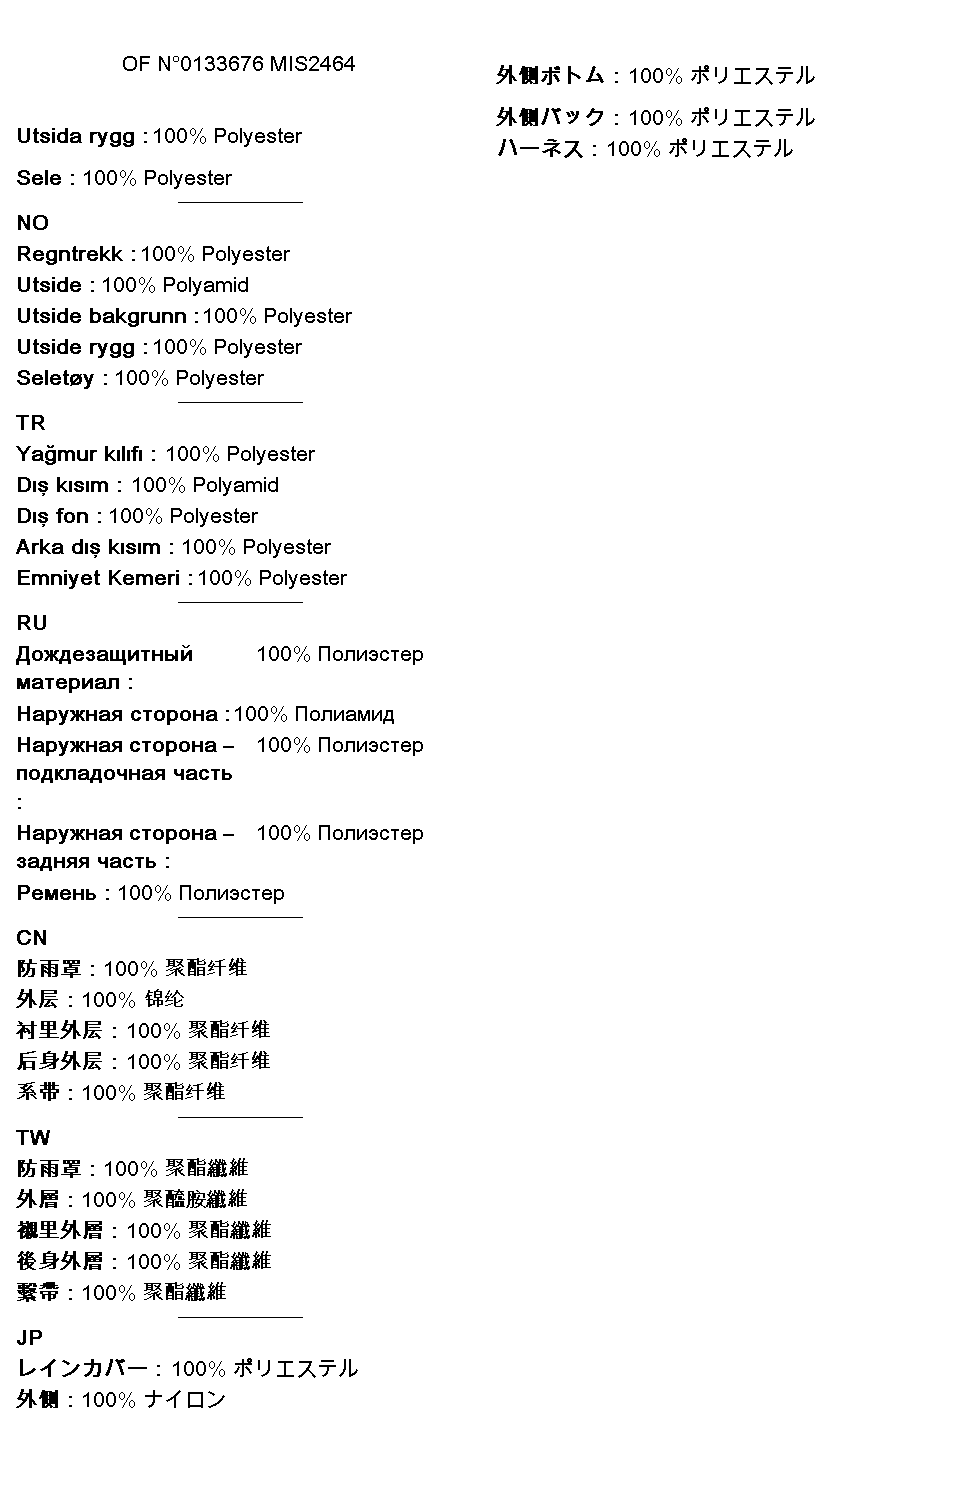 OF N°0133676 MIS2464
Utsida rygg : 100% Polyester
Sele : 100% Polyester
NO
Regntrekk : 100% Polyester
Utside : 100% Polyamid
Utside bakgrunn : 100% Polyester
Utside rygg : 100% Polyester
Seletøy : 100% Polyester
TR
Yağmur kılıfı : 100% Polyester
Dış kısım : 100% Polyamid
Dış fon : 100% Polyester
Arka dış kısım : 100% Polyester
Emniyet Kemeri : 100% Polyester
RU
Дождезащитный 100% Полиэстер
материал :
Наружная сторона : 100% Полиамид
Наружная сторона – 100% Полиэстер
подкладочная часть
:
Наружная сторона – 100% Полиэстер
задняя часть :
Ремень : 100% Полиэстер
CN
防雨罩 : 100% 聚酯纤维
外层 : 100% 锦纶
衬里外层 : 100% 聚酯纤维
后身外层 : 100% 聚酯纤维
系带 : 100% 聚酯纤维
TW
防雨罩 : 100% 聚酯纖維
外層 : 100% 聚醯胺纖維
襯里外層 : 100% 聚酯纖維
後身外層 : 100% 聚酯纖維
繫帶 : 100% 聚酯纖維
JP
レインカバー : 100% ポリエステル
外側 : 100% ナイロン
外側ボトム : 100% ポリエステル
外側バック : 100% ポリエステル
ハーネス : 100% ポリエステル